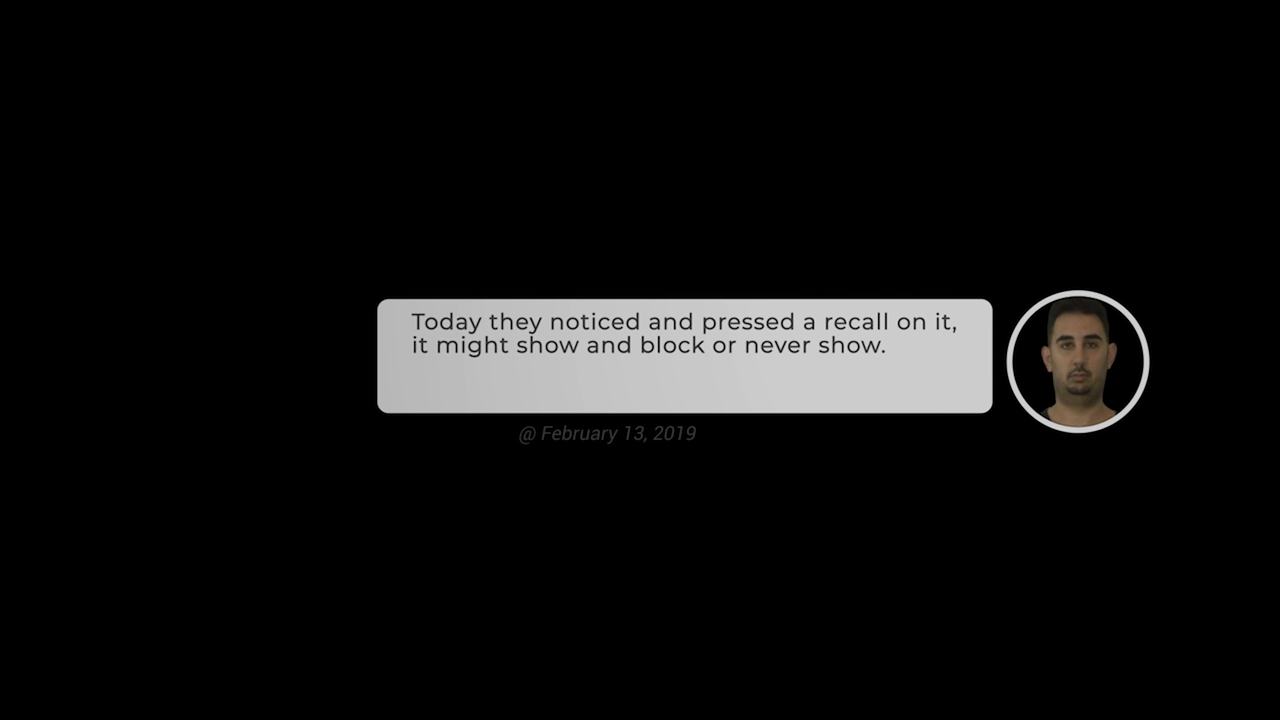 Today they noticed and pressed a recall on it,
it might show and block or never show.
@ February 13, 2019